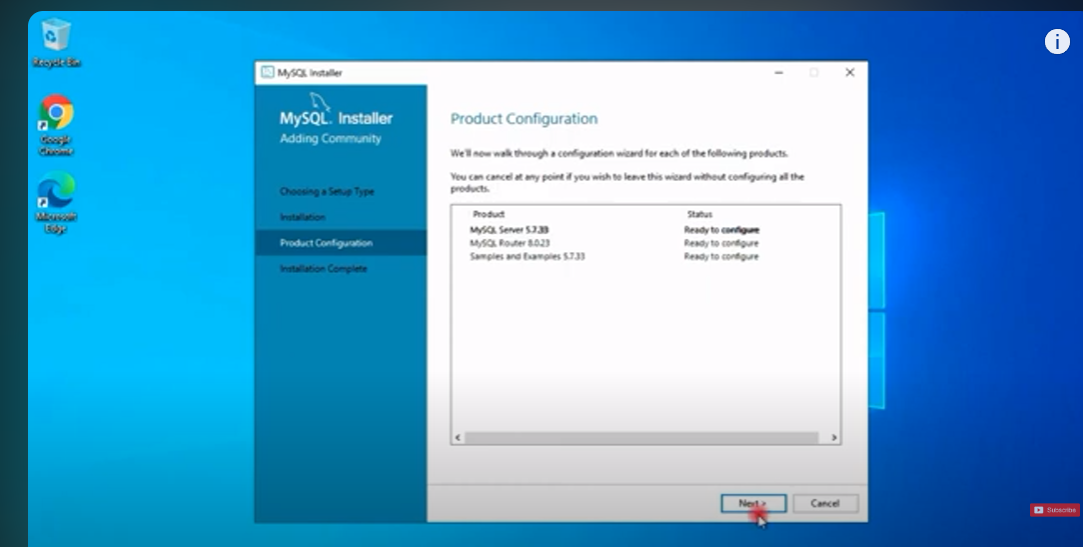 Recycle Bin
Google
Chrome
Microsoft
Edge
MySQL Installer
MySQL. Installer
Adding Community
Choosing a Setup Type
Installation
Product Configuration
Installation Complete
Product Configuration
We'll now walk through a configuration wizard for each of the following products.
You can cancel at any point if you wish to leave this wizard without configuring all the
products.
Product Status
MySQL Server 5.7.33 Ready to configure
MySQL Router 8.0.23 Ready to configure
Samples and Examples 5.7.33 Ready to configure
Next >
Cancel
Subscribe